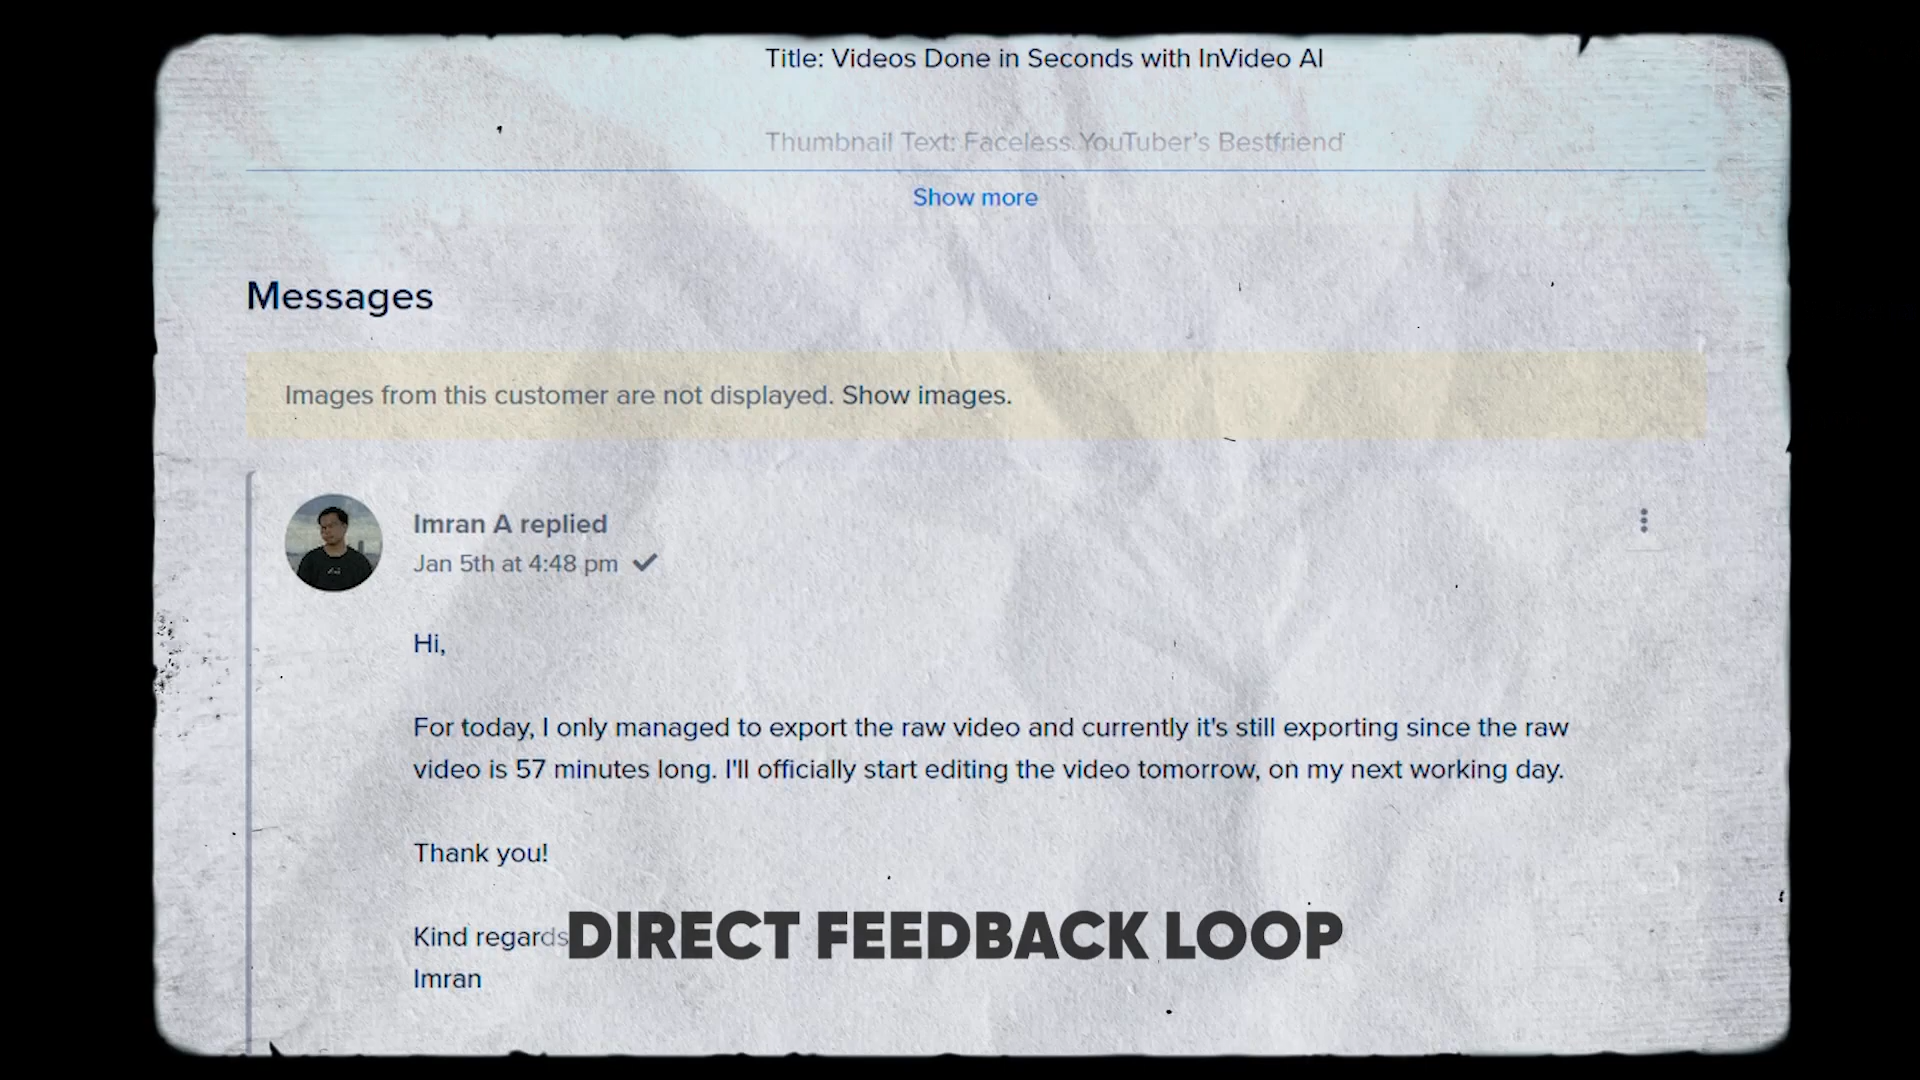 Title: Videos Done in Seconds with InVideo AI
Thumbnail Text: Faceless YouTuber's Bestfriend
Show more
Messages
Images from this customer are not displayed. Show images.
Imran A replied
Jan 5th at 4:48 pm
Hi,
For today, I only managed to export the raw video and currently it's still exporting since the raw
video is 57 minutes long. I'll officially start editing the video tomorrow, on my next working day.
Thank you!
Kind regards
DIRECT FEEDBACK LOOP
Imran